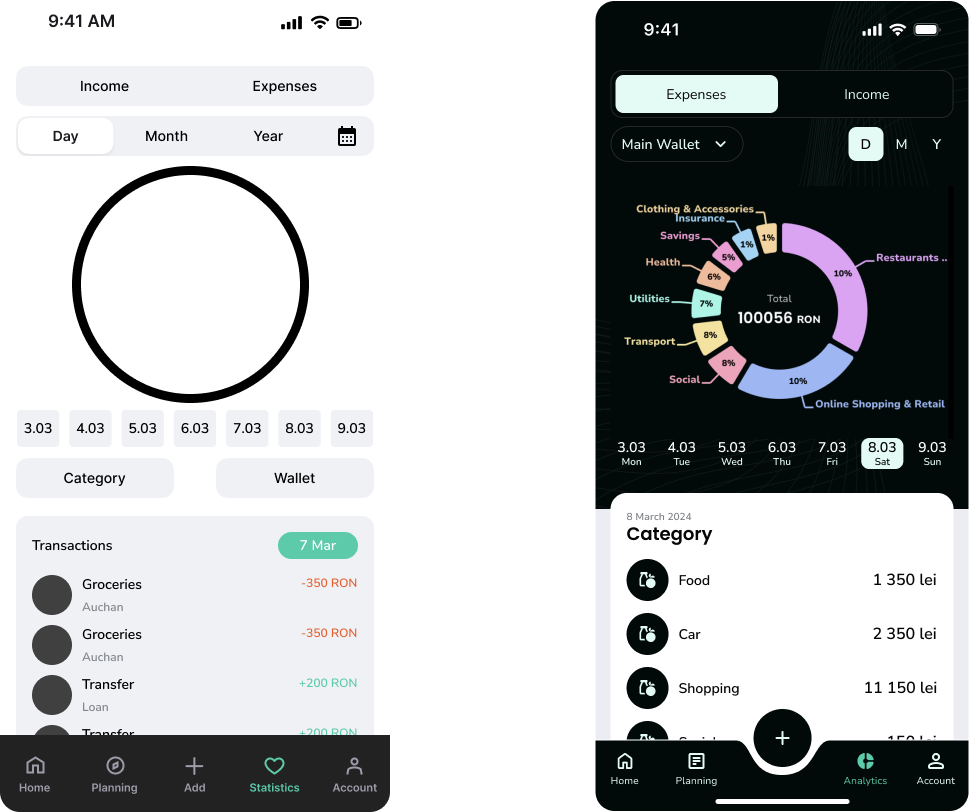 9:41 AM
Income Expenses
Day Month Year
3.03 4.03 5.03 6.03 7.03 8.03 9.03
Category Wallet
Transactions 7 Mar
Groceries -350 RON
Auchan
Groceries -350 RON
Auchan
Transfer +200 RON
Loan
Transfer +200 RON
Home Planning Add Statistics Account
9:41
Expenses Income
Main Wallet D M Y
Clothing & Accessories
Insurance
Savings
Health
Utilities
Transport
Social
Restaurants ..
Online Shopping & Retail
1%
1%
5%
6%
7%
8%
8%
10%
10%
Total
100056 RON
3.03 4.03 5.03 6.03 7.03 8.03 9.03
Mon Tue Wed Thu Fri Sat Sun
8 March 2024
Category
Food 1 350 lei
Car 2 350 lei
Shopping 11 150 lei
150 lei
Home Planning + Analytics Account